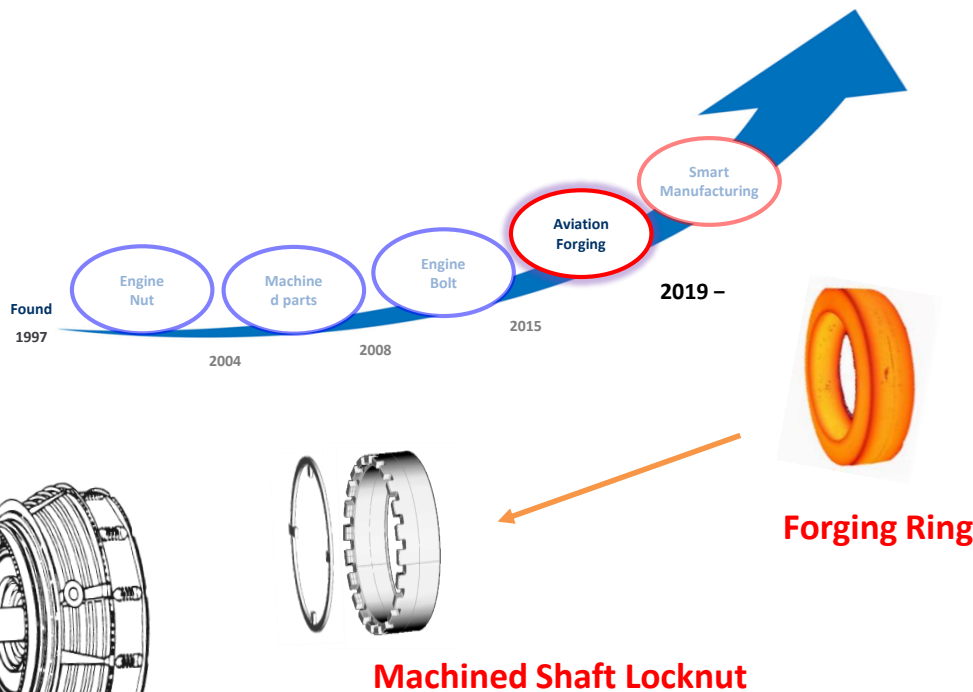 Smart
Manufacturing
Aviation
Forging
Engine
Bolt
Engine
Nut
Machine
d parts
Found
1997
2004
2008
2015
2019 –
Forging Ring
Machined Shaft Locknut